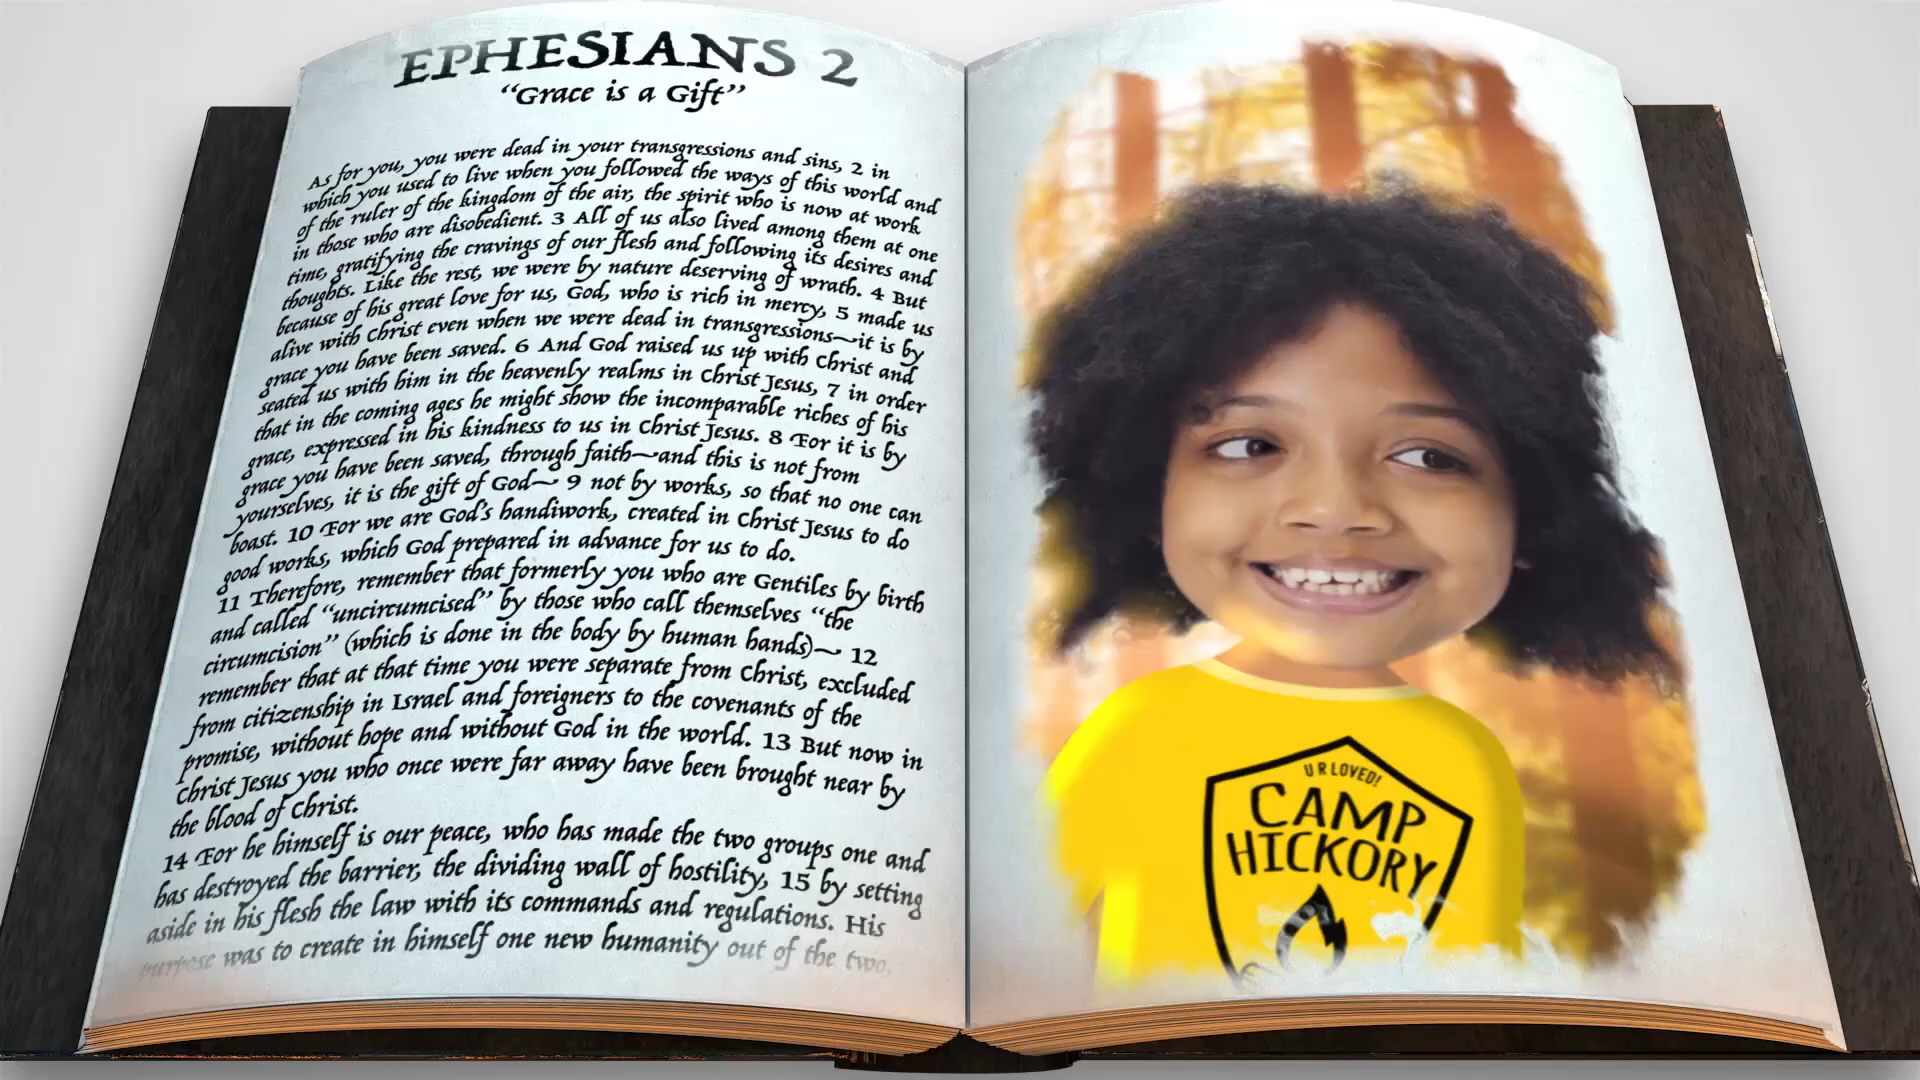 EPHESIANS 2
“Grace is a Gift”
As for you, you were dead in your transgressions and sins, 2 in
which you used to live when you followed the ways of this world and
of the ruler of the kingdom of the air, the spirit who is now at work
in those who are disobedient. 3 All of us also lived among them at one
time, gratifying the cravings of our flesh and following its desires and
thoughts. Like the rest, we were by nature deserving of wrath. 4 But
because of his great love for us, God, who is rich in mercy, 5 made us
alive with Christ even when we were dead in transgressions—it is by
grace you have been saved. 6 And God raised us up with Christ and
seated us with him in the heavenly realms in Christ Jesus, 7 in order
that in the coming ages he might show the incomparable riches of his
grace, expressed in his kindness to us in Christ Jesus. 8 For it is by
grace you have been saved, through faith—and this is not from
yourselves, it is the gift of God— 9 not by works, so that no one can
boast. 10 For we are God’s handiwork, created in Christ Jesus to do
good works, which God prepared in advance for us to do.
11 Therefore, remember that formerly you who are Gentiles by birth
and called “uncircumcised” by those who call themselves “the
circumcision” (which is done in the body by human hands)— 12
remember that at that time you were separate from Christ, excluded
from citizenship in Israel and foreigners to the covenants of the
promise, without hope and without God in the world. 13 But now in
Christ Jesus you who once were far away have been brought near by
the blood of Christ.
14 For he himself is our peace, who has made the two groups one and
has destroyed the barrier, the dividing wall of hostility, 15 by setting
aside in his flesh the law with its commands and regulations. His
purpose was to create in himself one new humanity out of the two,
U R LOVED!
CAMP
HICKORY